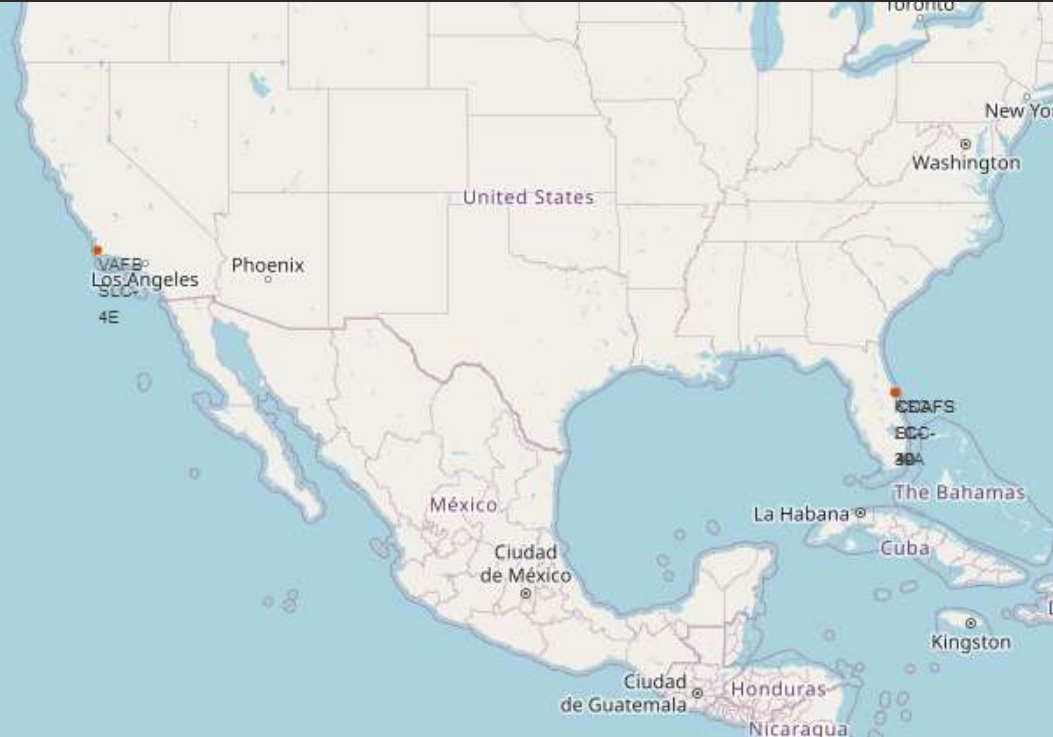 Toronto
New Yo
Washington
United States
VAFB
Los Angeles
SLC-
4E
Phoenix
The Bahamas
La Habana
México
Cuba
Ciudad
de México
Kingston
Ciudad
de Guatemala
Honduras
Nicaragua